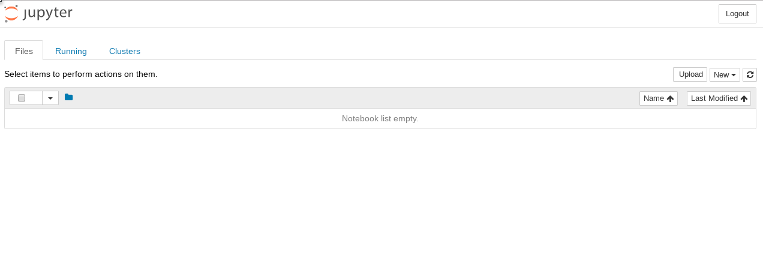 jupyter
Logout
Files Running Clusters
Select items to perform actions on them.
Upload New
Name Last Modified
Notebook list empty